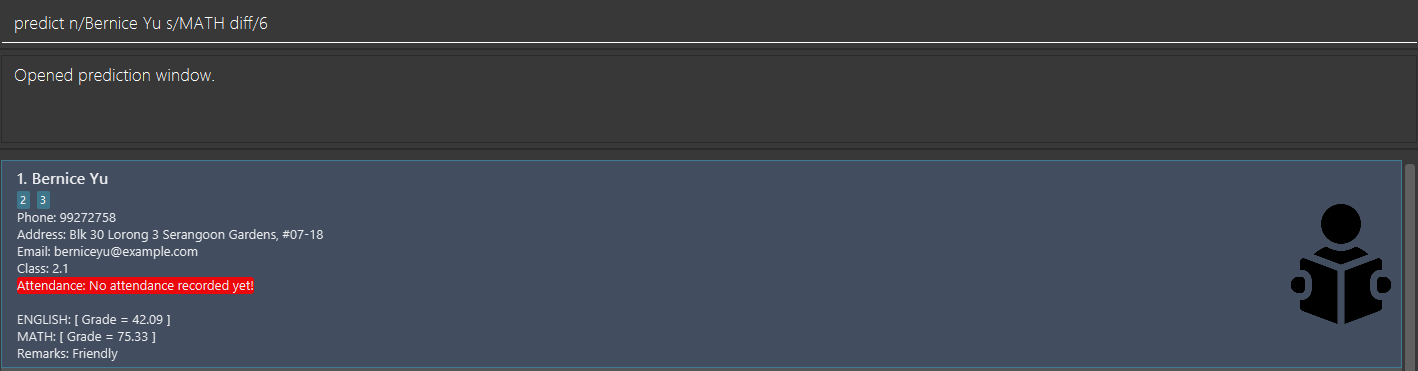 predict n/Bernice Yu s/MATH diff/6
Opened prediction window.
1. Bernice Yu
2 3
Phone: 99272758
Address: Blk 30 Lorong 3 Serangoon Gardens, #07-18
Email: berniceyu@example.com
Class: 2.1
Attendance: No attendance recorded yet!
ENGLISH: [ Grade = 42.09 ]
MATH: [ Grade = 75.33 ]
Remarks: Friendly